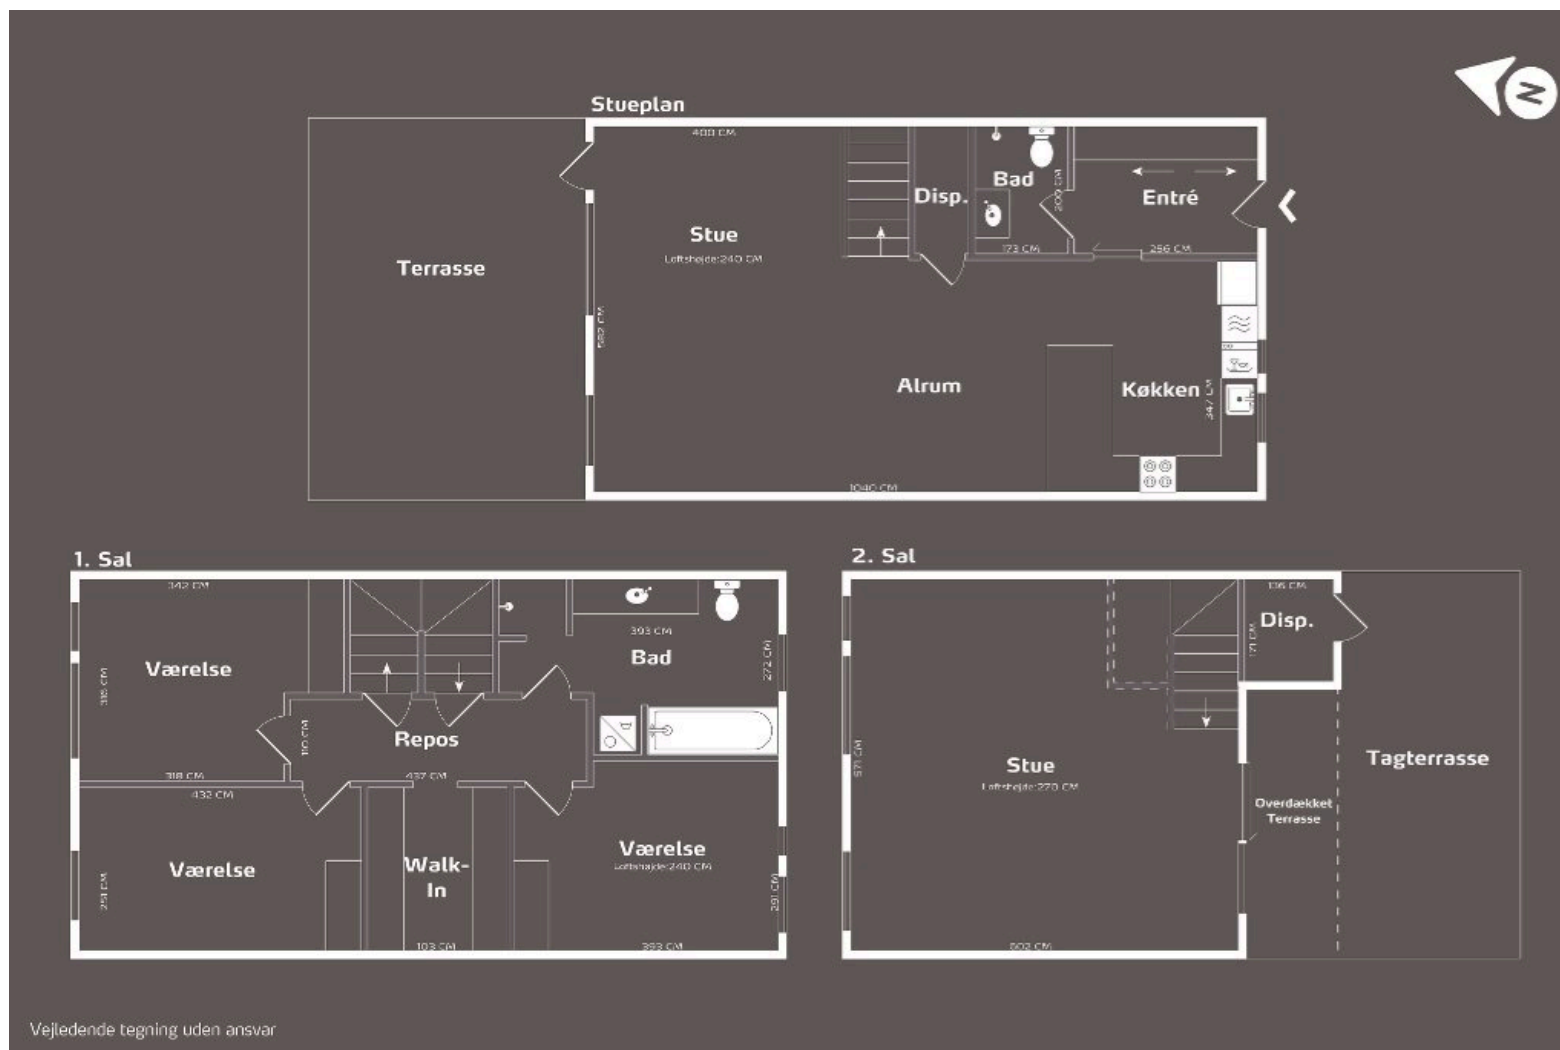 N
Stueplan
400 CM
Terrasse
Stue
Loftshøjde:240 CM
582 CM
Disp.
Bad
200 CM
173 CM
Entré
256 CM
Alrum
Køkken
347 CM
1040 CM
1. Sal
342 CM
Værelse
315 CM
318 CM
110 CM
Repos
437 CM
393 CM
Bad
272 CM
432 CM
Værelse
251 CM
Walk-
In
103 CM
Værelse
Loftshøjde:240 CM
291 CM
393 CM
2. Sal
136 CM
Disp.
171 CM
Stue
Loftshøjde:270 CM
571 CM
602 CM
Overdækket
Terrasse
Tagterrasse
Vejledende tegning uden ansvar